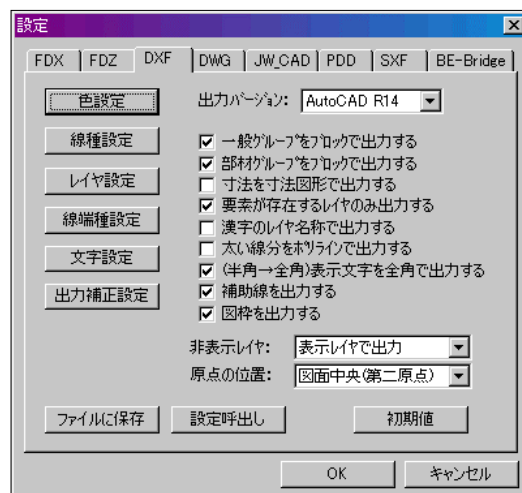 設定
FDX FDZ DXF DWG JW_CAD PDD SXF BE-Bridge
色設定
出力ﾊﾞｰｼﾞｮﾝ: AutoCAD R14
線種設定
一般ｸﾞﾙｰﾌﾟをﾌﾞﾛｯｸで出力する
部材ｸﾞﾙｰﾌﾟをﾌﾞﾛｯｸで出力する
レイヤ設定
寸法を寸法図形で出力する
要素が存在するﾚｲﾔのみ出力する
線端種設定
漢字のﾚｲﾔ名称で出力する
太い線分をﾎﾟﾘﾗｲﾝで出力する
文字設定
(半角→全角)表示文字を全角で出力する
出力補正設定
補助線を出力する
図枠を出力する
非表示ﾚｲﾔ: 表示ﾚｲﾔで出力
原点の位置: 図面中央(第二原点)
ファイルに保存 設定呼出し 初期値
OK キャンセル